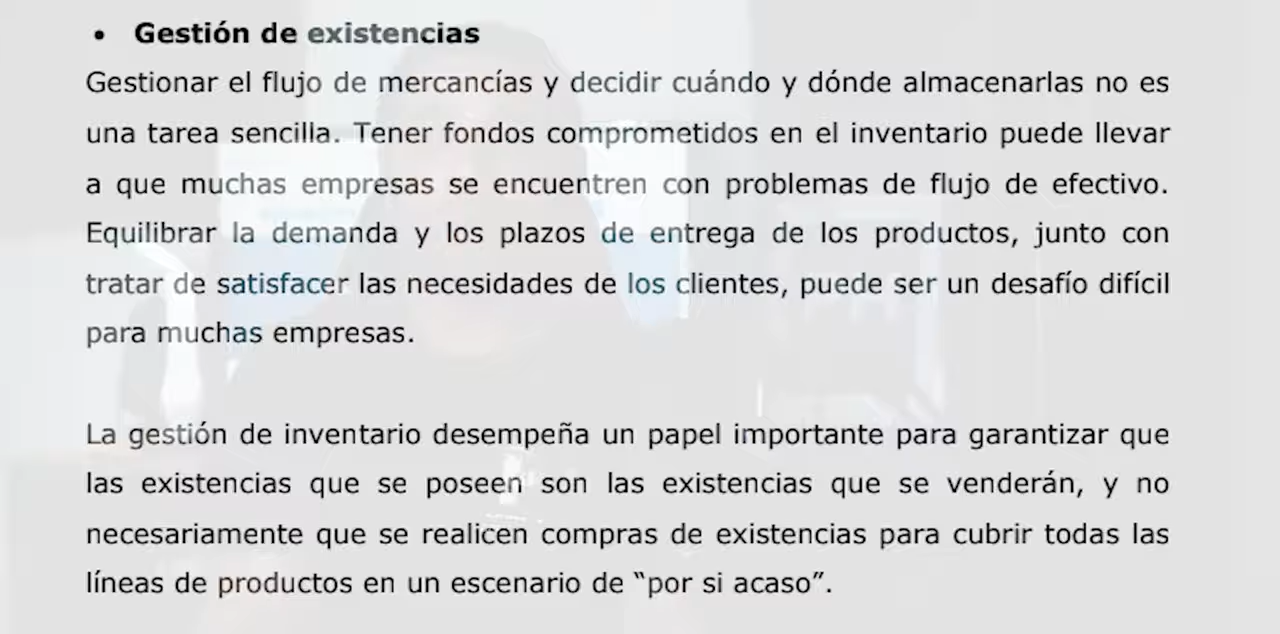 • Gestión de existencias
Gestionar el flujo de mercancías y decidir cuándo y dónde almacenarlas no es
una tarea sencilla. Tener fondos comprometidos en el inventario puede llevar
a que muchas empresas se encuentren con problemas de flujo de efectivo.
Equilibrar la demanda y los plazos de entrega de los productos, junto con
tratar de satisfacer las necesidades de los clientes, puede ser un desafío difícil
para muchas empresas.
La gestión de inventario desempeña un papel importante para garantizar que
las existencias que se poseen son las existencias que se venderán, y no
necesariamente que se realicen compras de existencias para cubrir todas las
líneas de productos en un escenario de “por si acaso”.